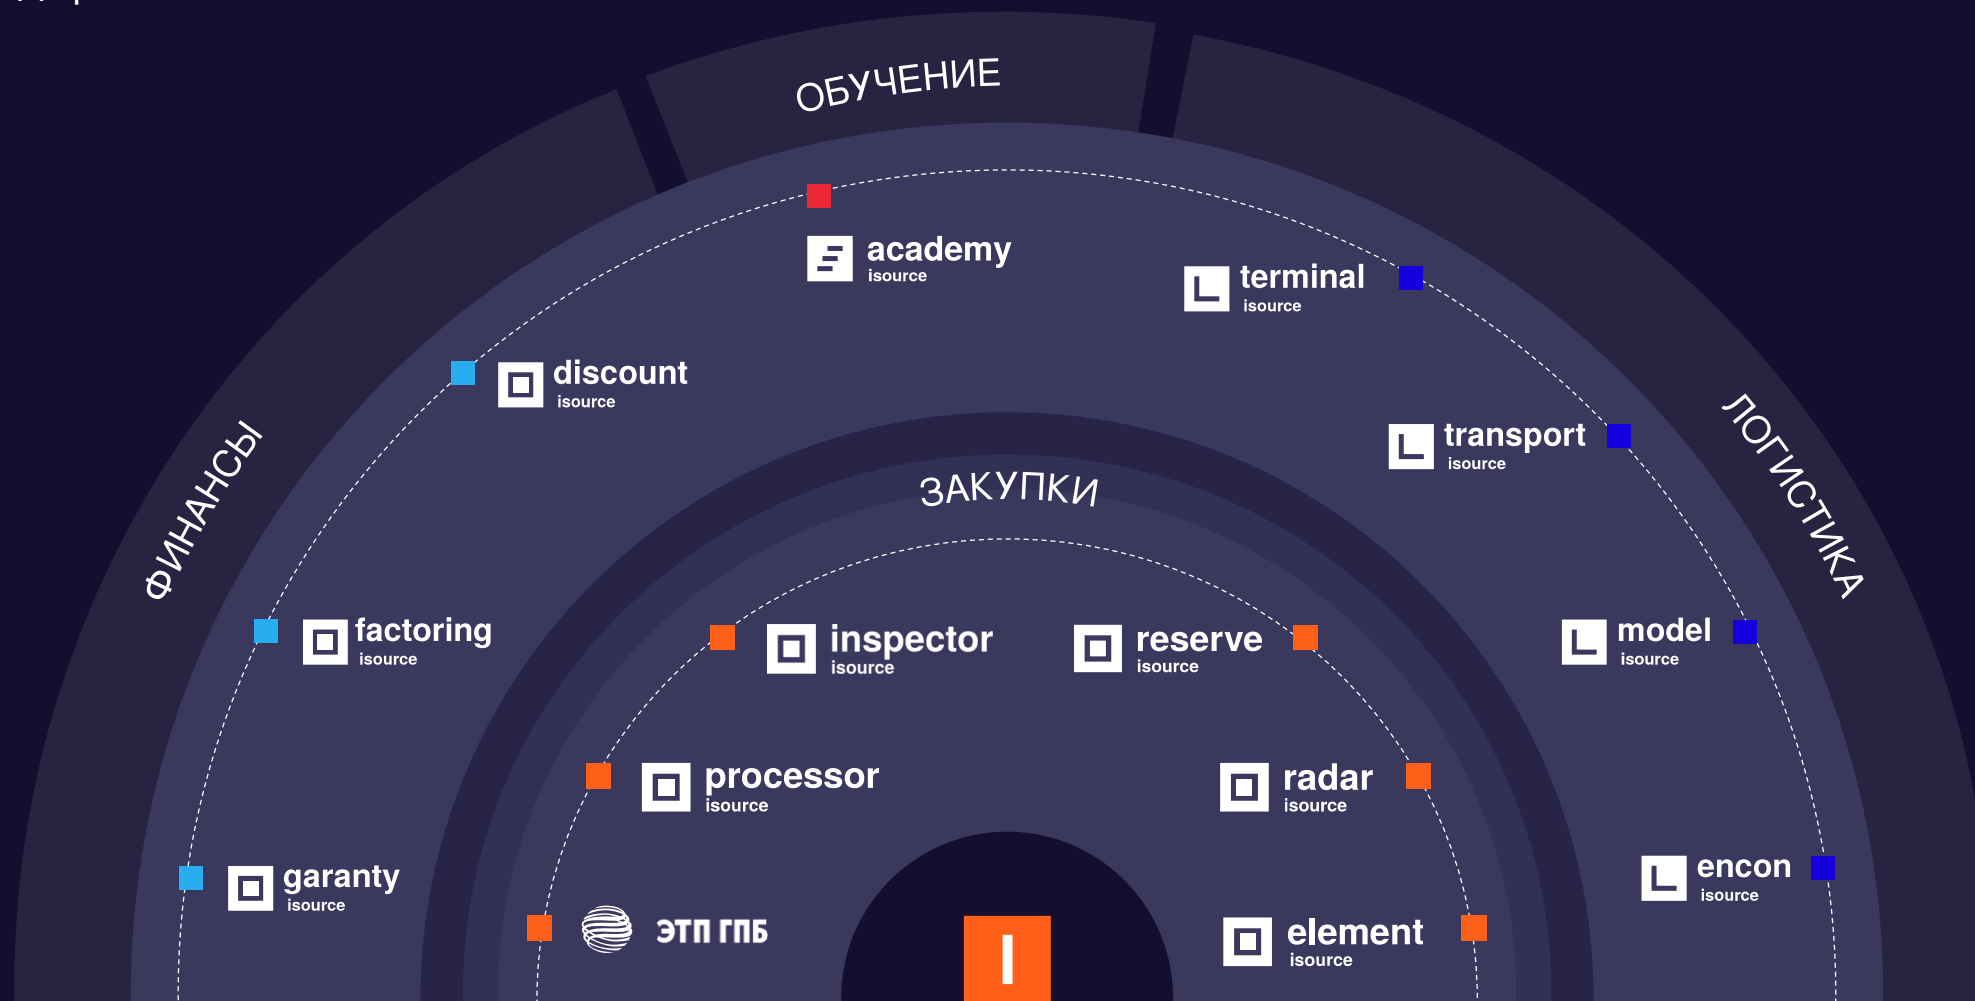 ОБУЧЕНИЕ
academy
isource
terminal
isource
discount
isource
transport
isource
ФИНАНСЫ
ЛОГИСТИКА
ЗАКУПКИ
factoring
isource
inspector
isource
reserve
isource
model
isource
processor
isource
radar
isource
garanty
isource
encon
isource
ЭТП ГПБ
element
isource
I